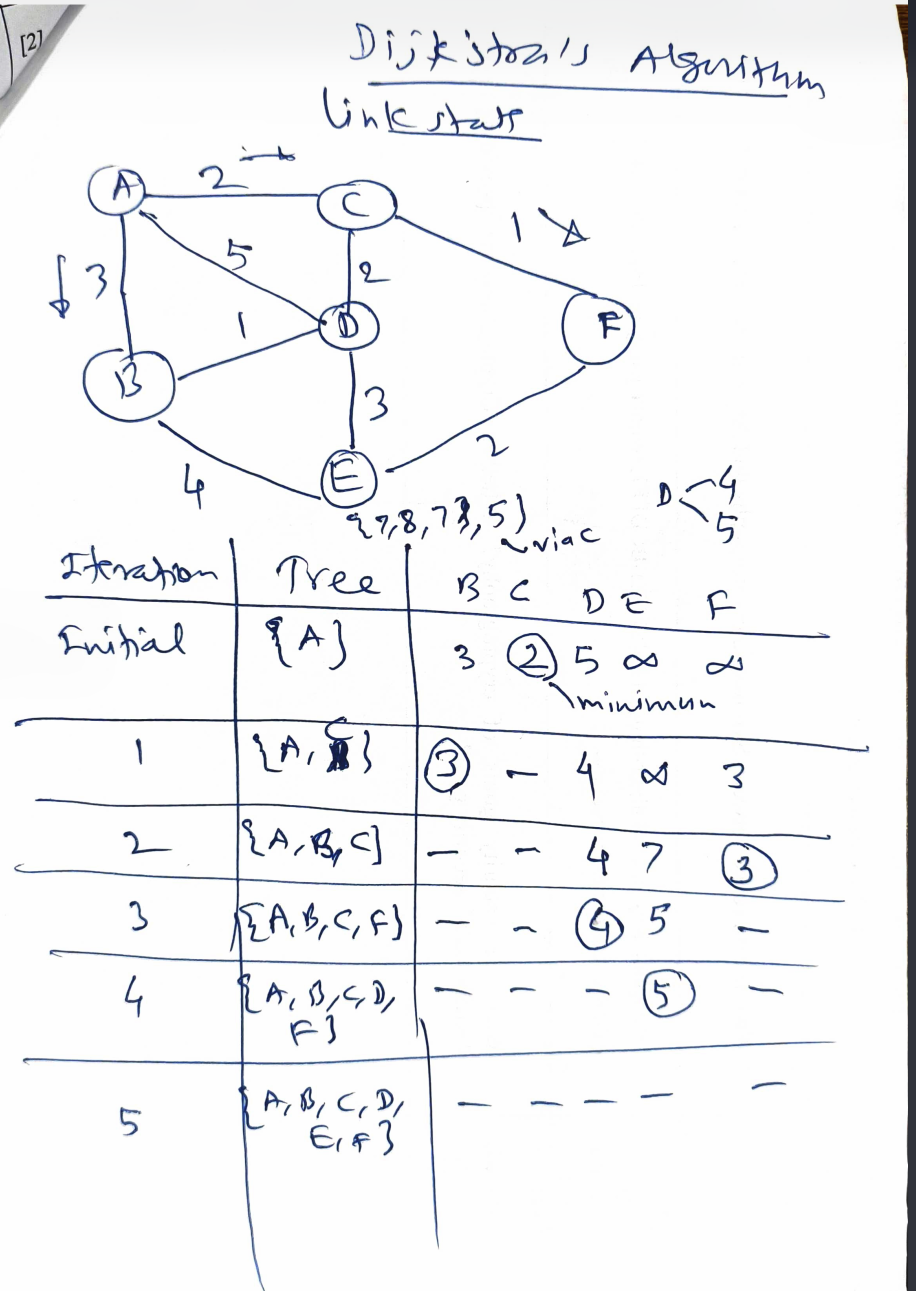 [2]
Dijkstra's Algorithm
link state
A 2 C
1
3 5 2
1 D F
B
3
2
4 E
{7,8,7},5} via C
D 4
5
Iteration Tree B C D E F
Initial {A} 3 2 5 ∞ ∞
minimum
1 {A, C} 3 - 4 ∞ 3
2 {A, B, C} - - 4 7 3
3 {A, B, C, F} - - 4 5 -
4 {A, B, C, D, - - - 5 -
F}
5 {A, B, C, D, - - - - -
E, F}